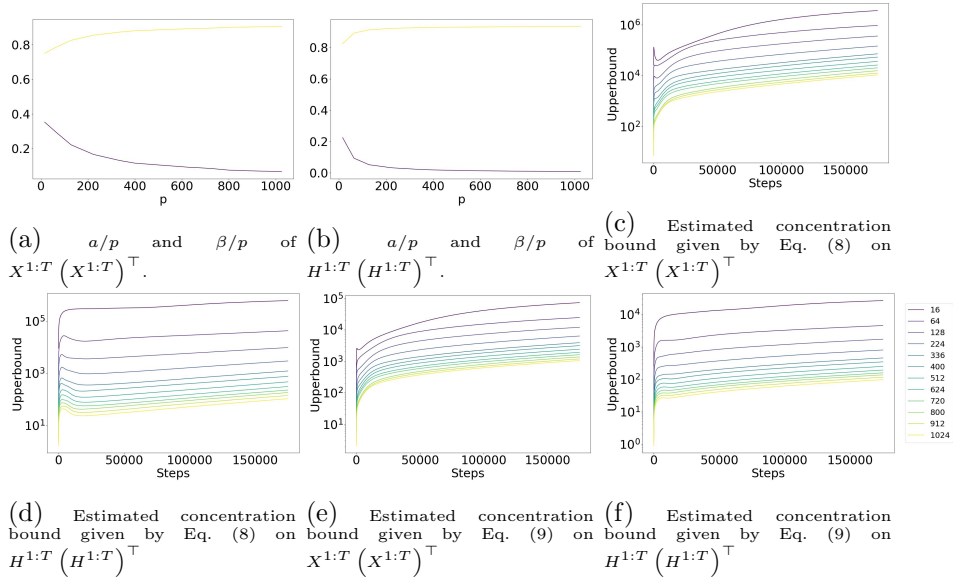 0.8
0.6
0.4
0.2
0 200 400 600 800 1000
p
0.8
0.6
0.4
0.2
0.0
0 200 400 600 800 1000
p
10^6
10^4
10^2
Upperbound
0 50000 100000 150000
Steps
(a) a/p and β/p of
X^{1:T} (X^{1:T})^⊤.
(b) a/p and β/p of
H^{1:T} (H^{1:T})^⊤.
(c) Estimated concentration
bound given by Eq. (8) on
X^{1:T} (X^{1:T})^⊤
10^5
10^3
10^1
Upperbound
0 50000 100000 150000
Steps
10^5
10^4
10^3
10^2
10^1
Upperbound
0 50000 100000 150000
Steps
10^4
10^3
10^2
10^1
10^0
Upperbound
0 50000 100000 150000
Steps
16
64
128
224
336
400
512
624
720
800
912
1024
(d) Estimated concentration
bound given by Eq. (8) on
H^{1:T} (H^{1:T})^⊤
(e) Estimated concentration
bound given by Eq. (9) on
X^{1:T} (X^{1:T})^⊤
(f) Estimated concentration
bound given by Eq. (9) on
H^{1:T} (H^{1:T})^⊤